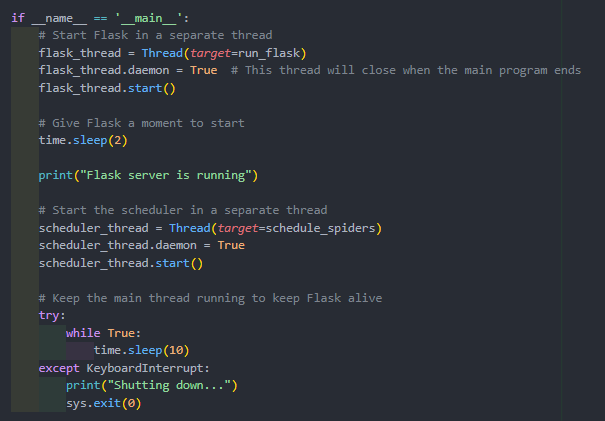 if __name__ == '__main__':
    # Start Flask in a separate thread
    flask_thread = Thread(target=run_flask)
    flask_thread.daemon = True  # This thread will close when the main program ends
    flask_thread.start()

    # Give Flask a moment to start
    time.sleep(2)

    print("Flask server is running")

    # Start the scheduler in a separate thread
    scheduler_thread = Thread(target=schedule_spiders)
    scheduler_thread.daemon = True
    scheduler_thread.start()

    # Keep the main thread running to keep Flask alive
    try:
        while True:
            time.sleep(10)
    except KeyboardInterrupt:
        print("Shutting down...")
        sys.exit(0)